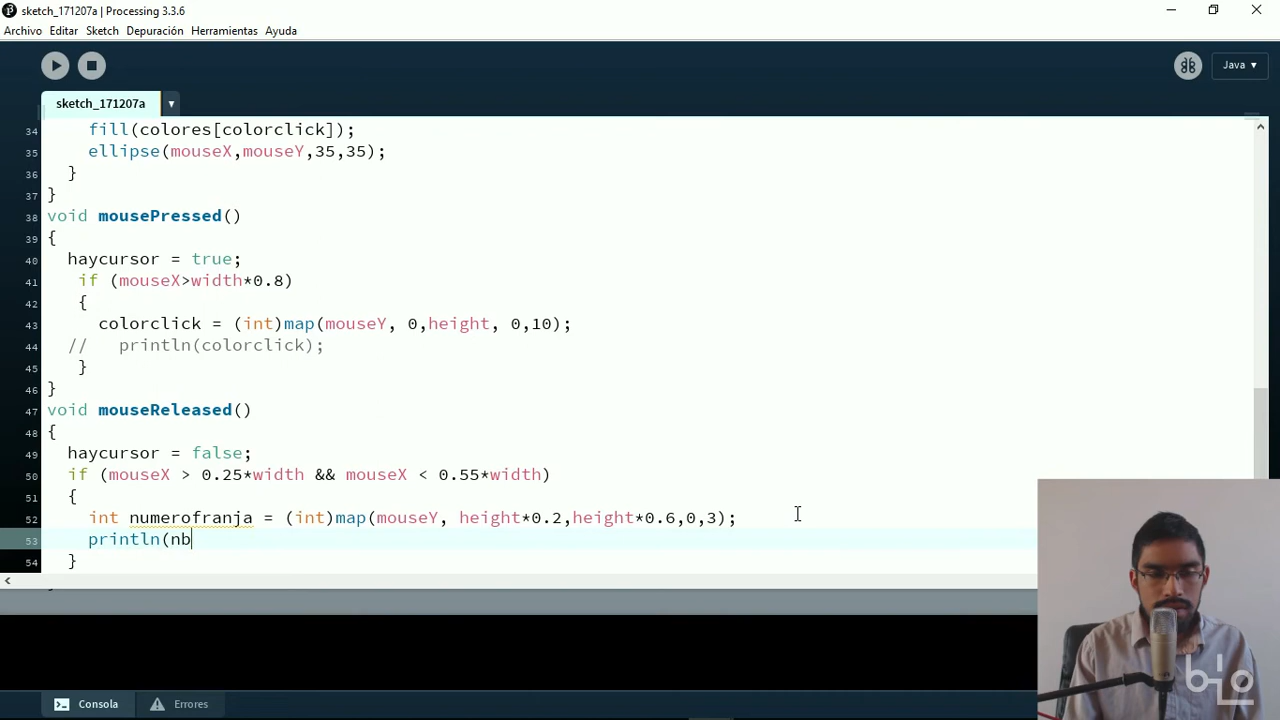 sketch_171207a | Processing 3.3.6
Archivo Editar Sketch Depuración Herramientas Ayuda
Java ▾
sketch_171207a ▾
34 fill(colores[colorclick]);
35 ellipse(mouseX,mouseY,35,35);
36 }
37 }
38 void mousePressed()
39 {
40 haycursor = true;
41 if (mouseX>width*0.8)
42 {
43 colorclick = (int)map(mouseY, 0,height, 0,10);
44 // println(colorclick);
45 }
46 }
47 void mouseReleased()
48 {
49 haycursor = false;
50 if (mouseX > 0.25*width && mouseX < 0.55*width)
51 {
52 int numerofranja = (int)map(mouseY, height*0.2,height*0.6,0,3);
53 println(nb
54 }
Consola Errores